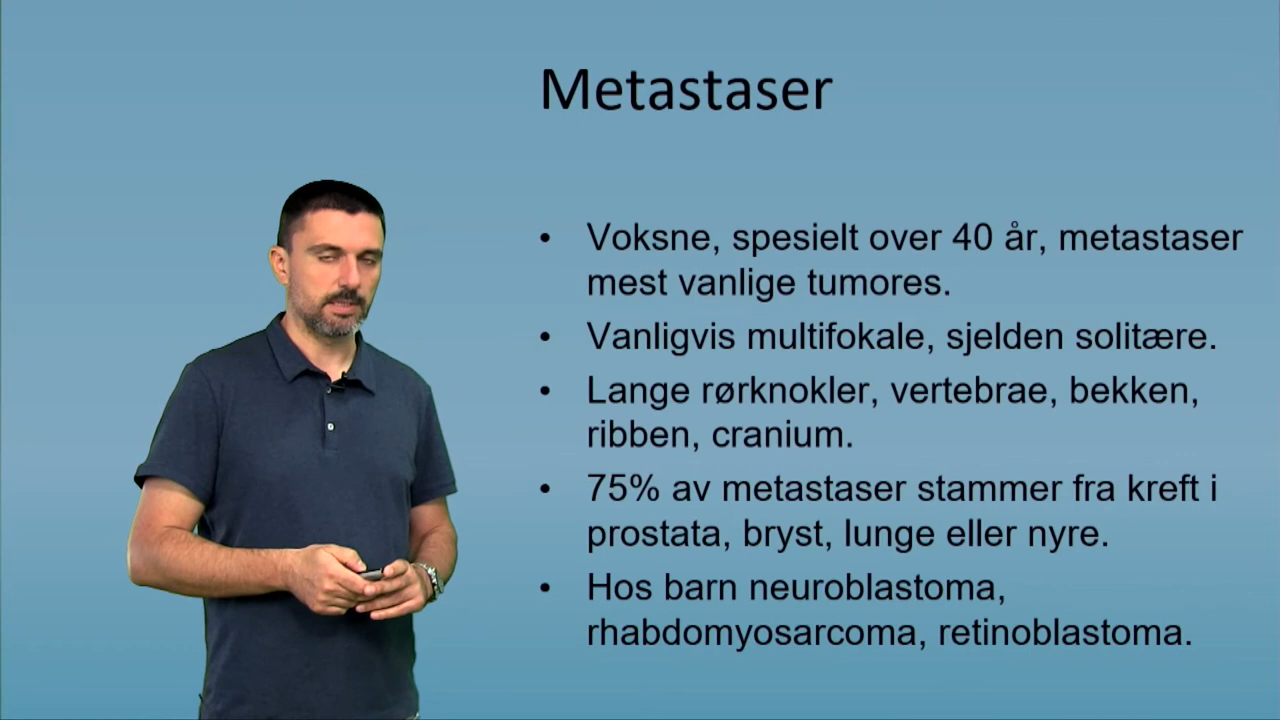 Metastaser
• Voksne, spesielt over 40 år, metastaser
mest vanlige tumores.
• Vanligvis multifokale, sjelden solitære.
• Lange rørknokler, vertebrae, bekken,
ribben, cranium.
• 75% av metastaser stammer fra kreft i
prostata, bryst, lunge eller nyre.
• Hos barn neuroblastoma,
rhabdomyosarcoma, retinoblastoma.